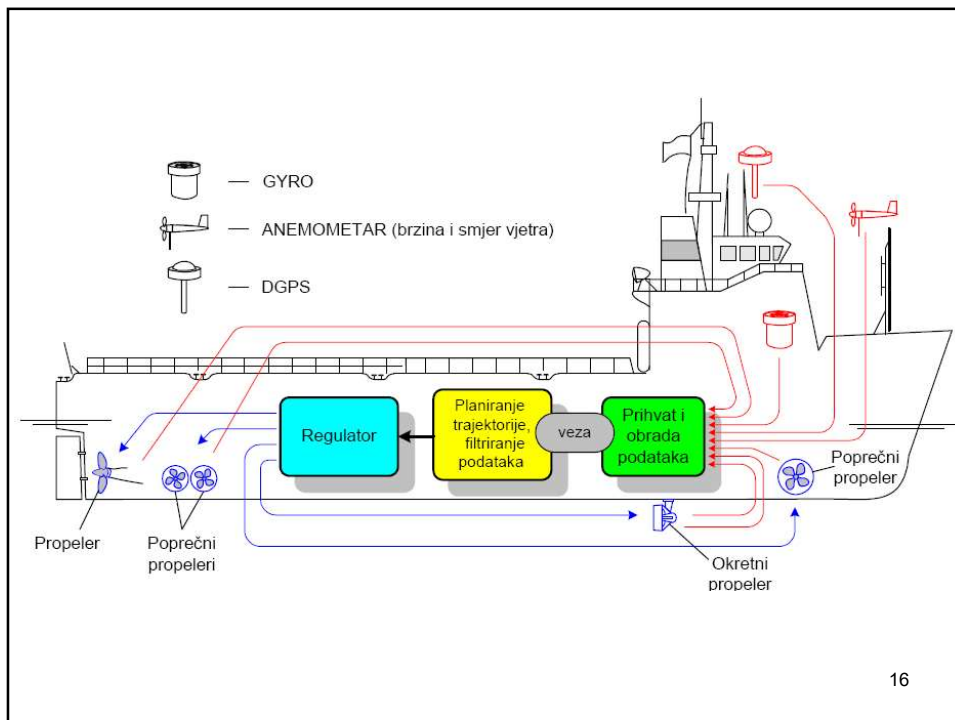 — GYRO
— ANEMOMETAR (brzina i smjer vjetra)
— DGPS
Regulator
Planiranje
trajektorije,
filtriranje
podataka
veza
Prihvat i
obrada
podataka
Poprečni
propeler
Propeler
Poprečni
propeleri
Okretni
propeler
16